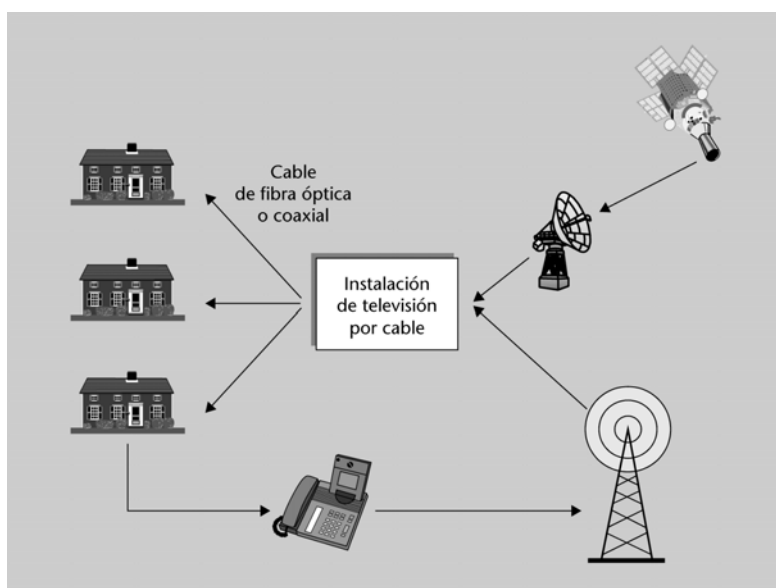 Cable
de fibra óptica
o coaxial
Instalación
de televisión
por cable